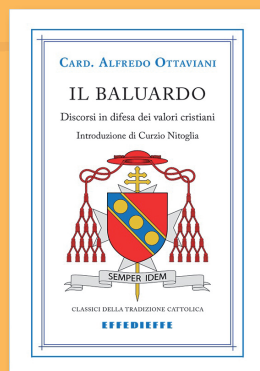 CARD. ALFREDO OTTAVIANI
IL BALUARDO
Discorsi in difesa dei valori cristiani
Introduzione di Curzio Nitoglia
SEMPER IDEM
CLASSICI DELLA TRADIZIONE CATTOLICA
EFFEDIEFFE